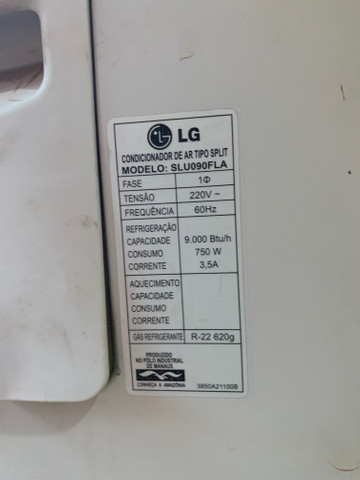 LG
CONDICIONADOR DE AR TIPO SPLIT
MODELO: SLU090FLA
FASE 1Φ
TENSÃO 220V ~
FREQUÊNCIA 60Hz
REFRIGERAÇÃO
CAPACIDADE 9.000 Btu/h
CONSUMO 750 W
CORRENTE 3,5A
AQUECIMENTO
CAPACIDADE
CONSUMO
CORRENTE
GÁS REFRIGERANTE R-22 620g
PRODUZIDO
NO PÓLO INDUSTRIAL
DE MANAUS
CONHEÇA A AMAZÔNIA
3850A21100B